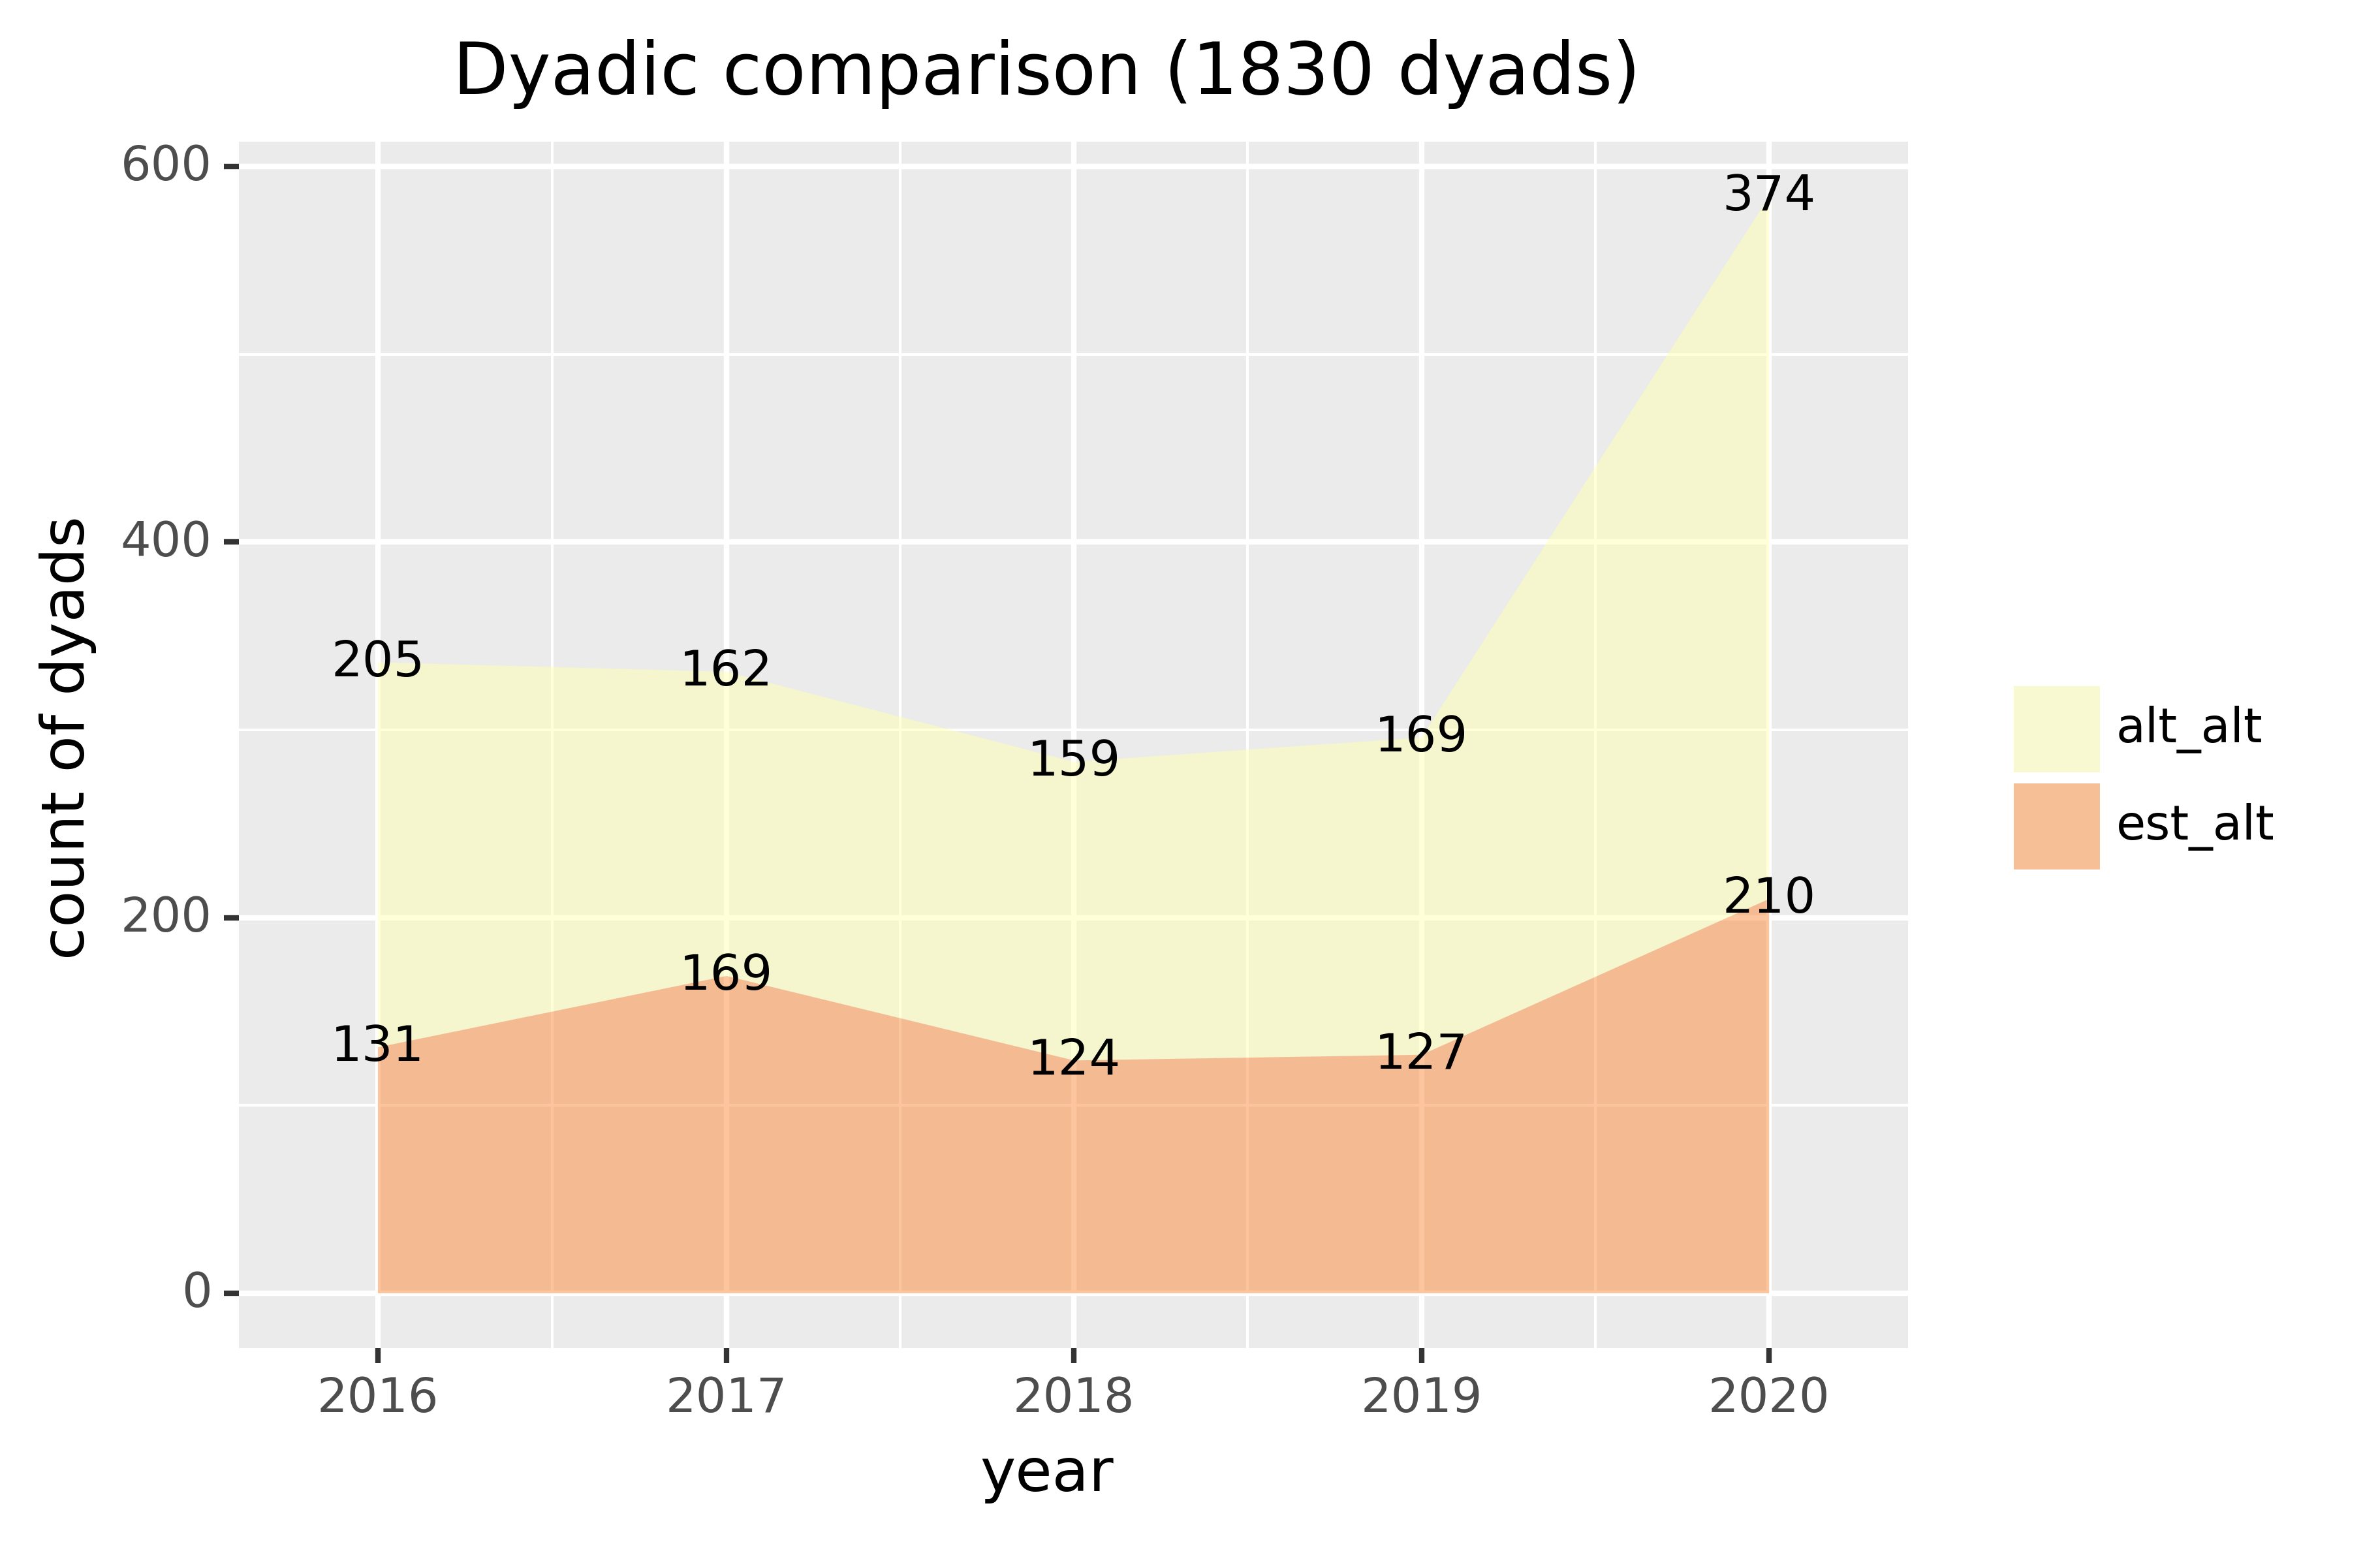 Dyadic comparison (1830 dyads)
count of dyads
600
400
200
0
374
205
162
159
169
210
131
169
124
127
2016 2017 2018 2019 2020
year
alt_alt
est_alt